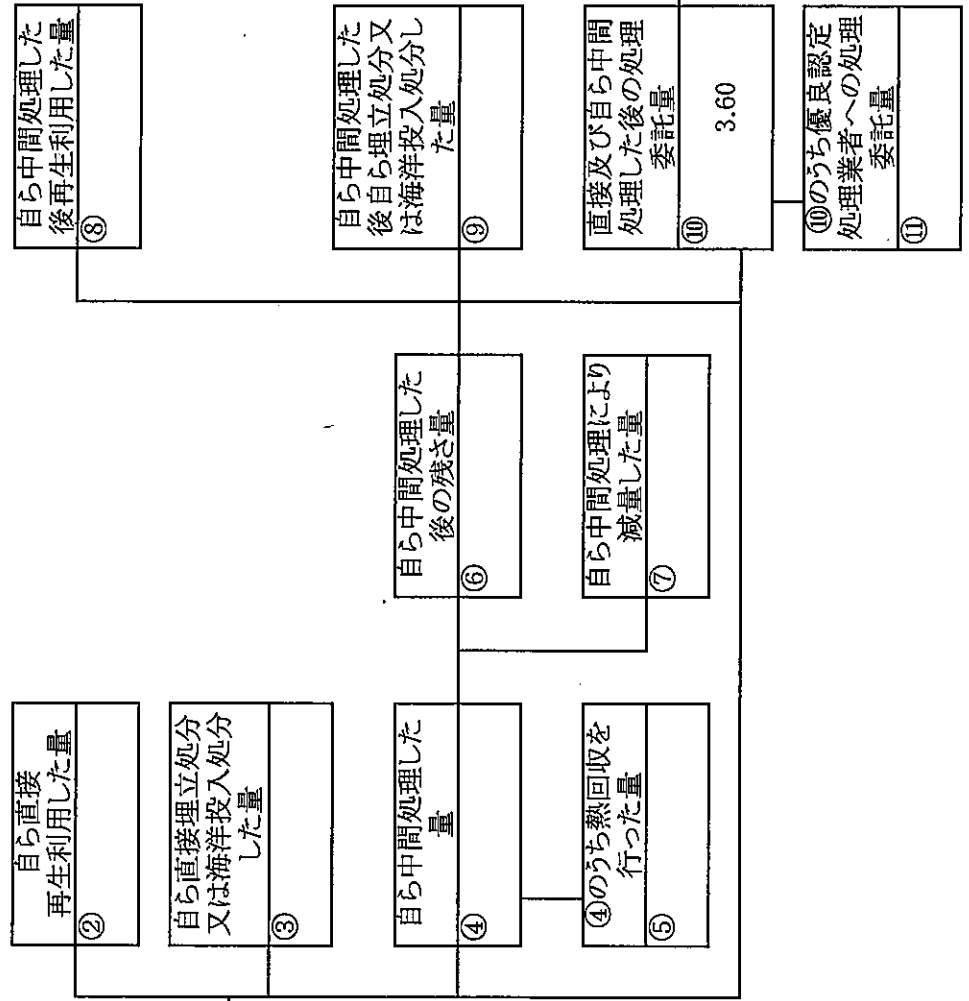 自ら直接
再生利用した量
②
自ら直接埋立処分
又は海洋投入処分
した量
③
自ら中間処理した
量
④
④のうち熱回収を
行った量
⑤
自ら中間処理した
後の残さ量
⑥
自ら中間処理により
減量した量
⑦
自ら中間処理した
後再生利用した量
⑧
自ら中間処理した
後自ら埋立処分又
は海洋投入処分し
た量
⑨
直接及び自ら中間
処理した後の処理
委託量
⑩
3.60
⑩のうち優良認定
処理業者への処理
委託量
⑪